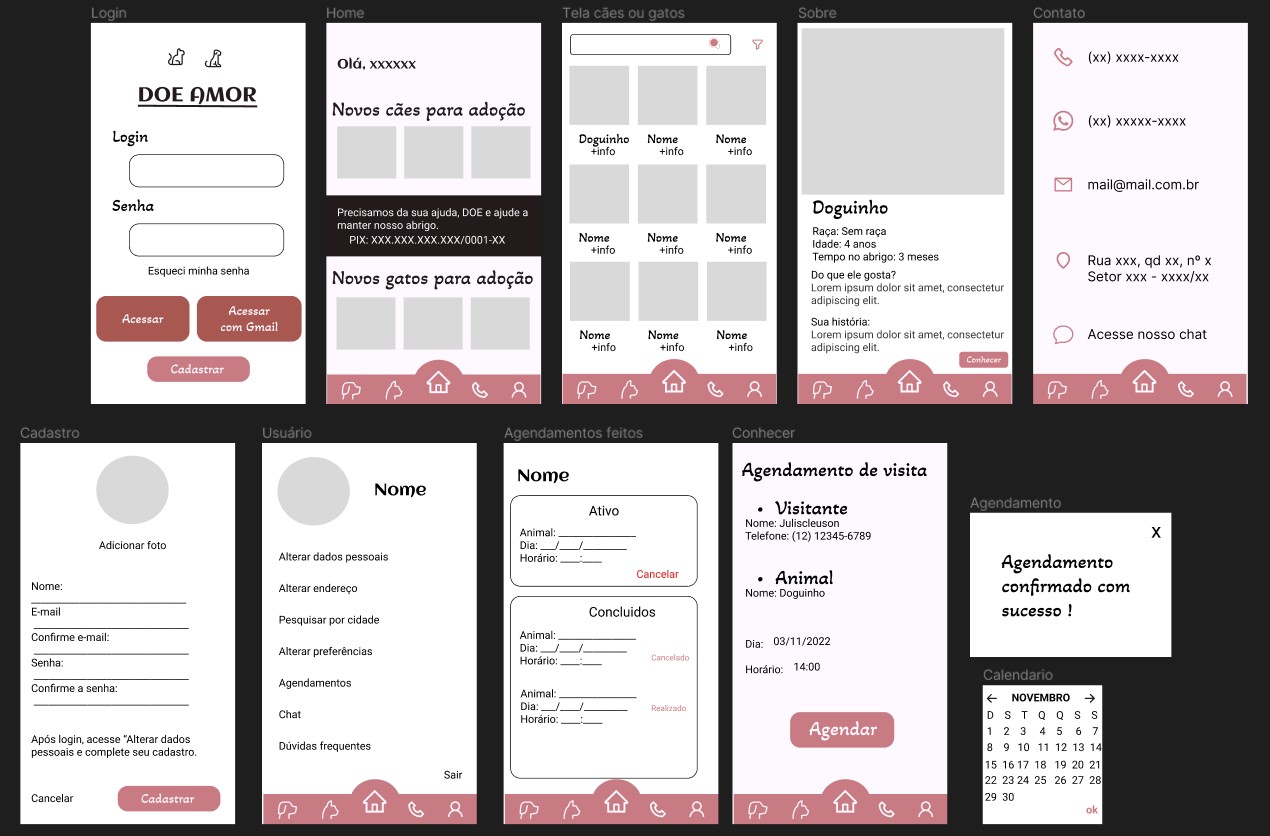 Login
DOE AMOR
Login
Senha
Esqueci minha senha
Acessar
Acessar
com Gmail
Cadastrar
Home
Olá, xxxxxx
Novos cães para adoção
Precisamos da sua ajuda, DOE e ajude a
manter nosso abrigo.
PIX: XXX.XXX.XXX.XXX/0001-XX
Novos gatos para adoção
Tela cães ou gatos
Doguinho Nome Nome
+info +info +info
Nome Nome Nome
+info +info +info
Nome Nome Nome
+info +info +info
Sobre
Doguinho
Raça: Sem raça
Idade: 4 anos
Tempo no abrigo: 3 meses
Do que ele gosta?
Lorem ipsum dolor sit amet, consectetur
adipiscing elit.
Sua história:
Lorem ipsum dolor sit amet, consectetur
adipiscing elit.
Conhecer
Contato
(xx) xxxx-xxxx
(xx) xxxxx-xxxx
mail@mail.com.br
Rua xxx, qd xx, nº x
Setor xxx - xxxx/xx
Acesse nosso chat
Cadastro
Adicionar foto
Nome:
E-mail
Confirme e-mail:
Senha:
Confirme a senha:
Após login, acesse “Alterar dados
pessoais e complete seu cadastro.
Cancelar Cadastrar
Usuário
Nome
Alterar dados pessoais
Alterar endereço
Pesquisar por cidade
Alterar preferências
Agendamentos
Chat
Dúvidas frequentes
Sair
Agendamentos feitos
Nome
Ativo
Animal: ______________
Dia: ___/____/________
Horário: ____:____
Cancelar
Concluidos
Animal: ______________
Dia: ___/____/________
Horário: ____:____
Cancelado
Animal: ______________
Dia: ___/____/________
Horário: ____:____
Realizado
Conhecer
Agendamento de visita
• Visitante
Nome: Juliscleuson
Telefone: (12) 12345-6789
• Animal
Nome: Doguinho
Dia: 03/11/2022
Horário: 14:00
Agendar
Agendamento
X
Agendamento
confirmado com
sucesso !
Calendario
← NOVEMBRO →
D S T Q Q S S
1 2 3 4 5 6 7
8 9 10 11 12 13 14
15 16 17 18 19 20 21
22 23 24 25 26 27 28
29 30
ok